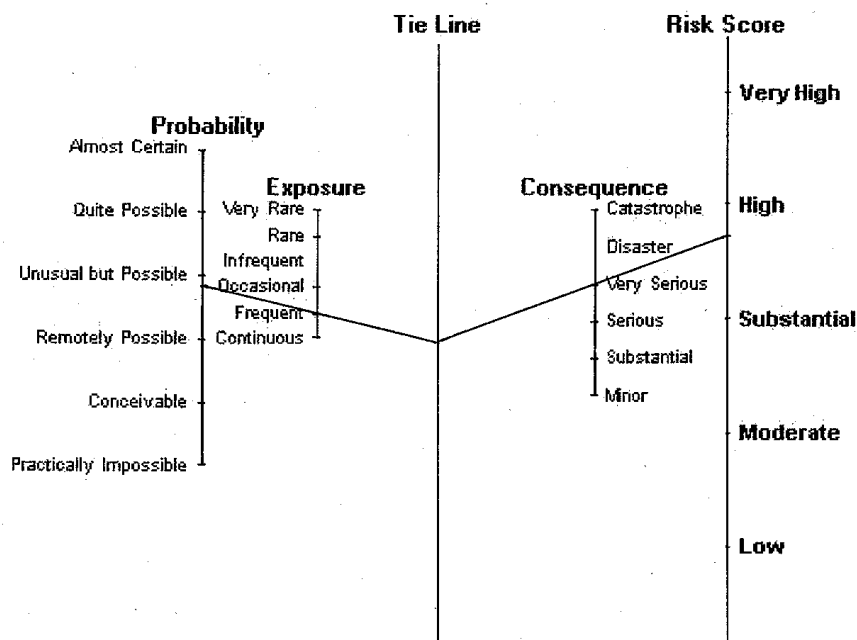 Tie Line
Risk Score
Very High
High
Substantial
Moderate
Low
Probability
Almost Certain
Quite Possible
Unusual but Possible
Remotely Possible
Conceivable
Practically Impossible
Exposure
Very Rare
Rare
Infrequent
Occasional
Frequent
Continuous
Consequence
Catastrophe
Disaster
Very Serious
Serious
Substantial
Minor